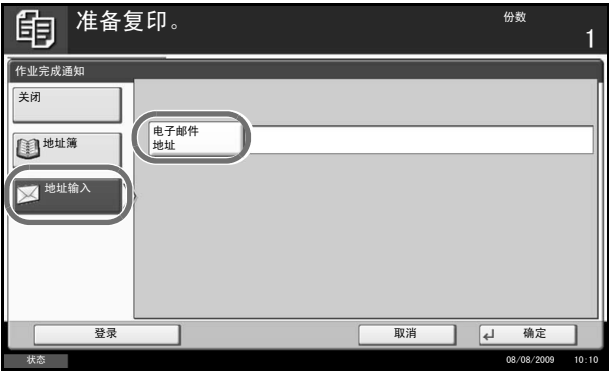 准备复印。
份数
1
作业完成通知
关闭
电子邮件
地址
地址簿
地址输入
登录
取消
确定
状态
08/08/2009 10:10